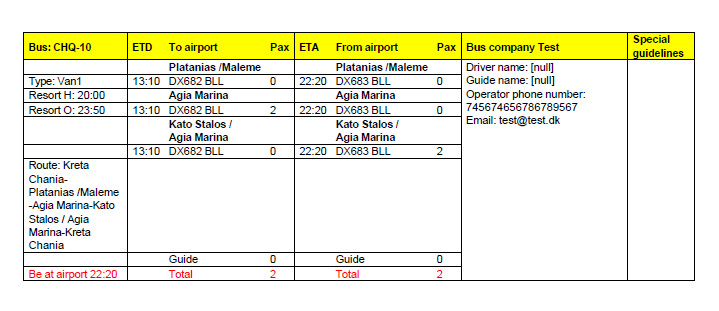 Bus: CHQ-10 ETD To airport Pax ETA From airport Pax Bus company Test Special guidelines
Platanias /Maleme Platanias /Maleme Driver name: [null]
Type: Van1 13:10 DX682 BLL 0 22:20 DX683 BLL 0 Guide name: [null]
Resort H: 20:00 Agia Marina Agia Marina Operator phone number:
Resort O: 23:50 13:10 DX682 BLL 2 22:20 DX683 BLL 0 745674656786789567
Kato Stalos / Kato Stalos / Email: test@test.dk
Agia Marina Agia Marina
13:10 DX682 BLL 0 22:20 DX683 BLL 2
Route: Kreta
Chania-
Platanias /Maleme
-Agia Marina-Kato
Stalos / Agia
Marina-Kreta
Chania
Guide 0 Guide 0
Be at airport 22:20 Total 2 Total 2